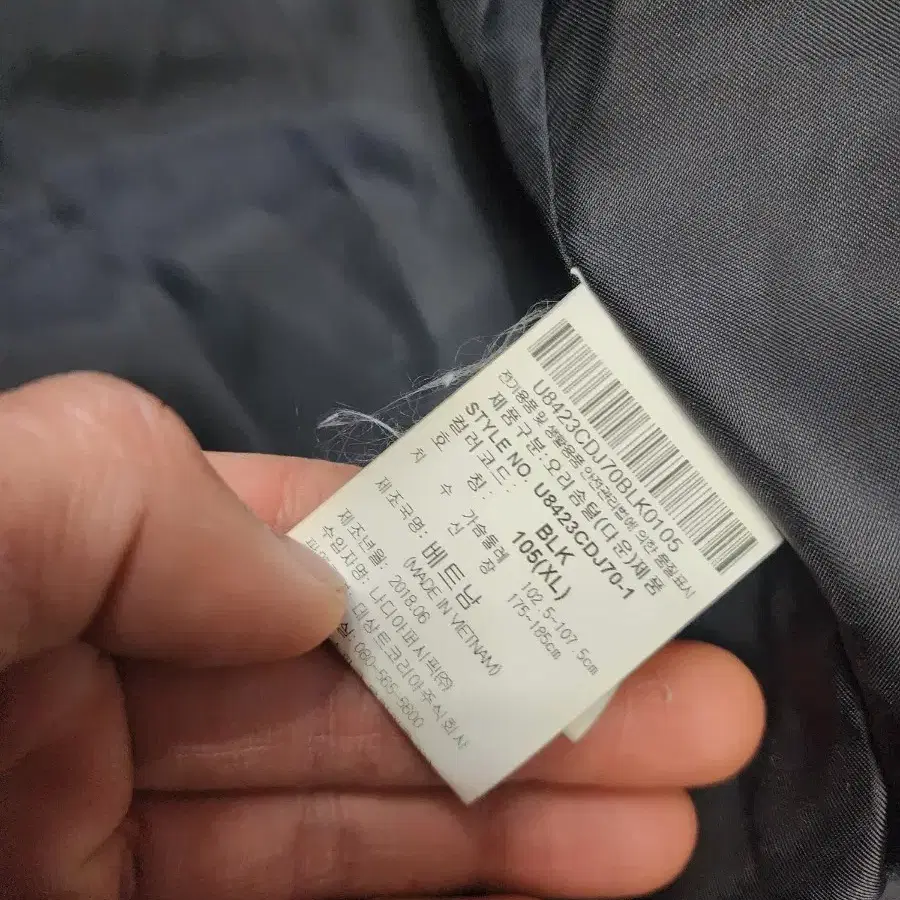 U8423CDJ70BLK0105
전기용품 및 생활용품 안전관리법에 의한 품질표시
제품구분: 오리솜털(다운)제품
STYLE NO. U8423CDJ70-1
컬러코드: BLK
호 칭: 105(XL)
치 수 가슴둘레 102.5~107.5cm
신 장 175~185cm
제조국명: 베트남
(MADE IN VIETNAM)
제조년월: 2018.06
수입자명: 나디아퍼시픽(주)
대상트코리아주식회사
080-565-5600